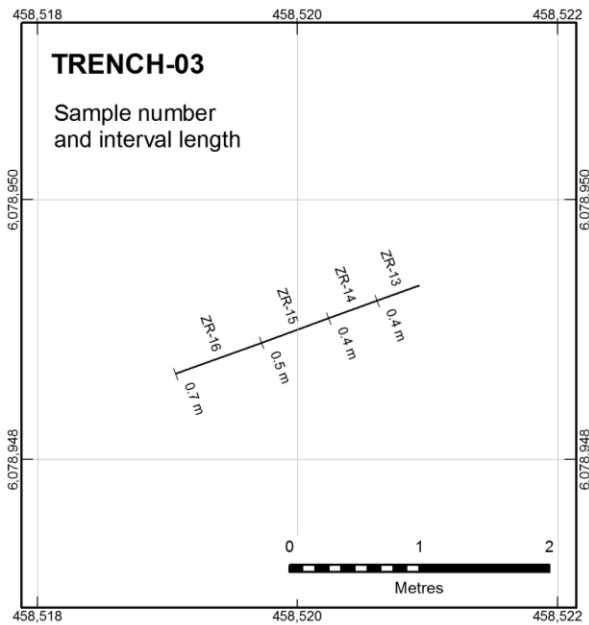 458,518 458,520 458,522
TRENCH-03
Sample number
and interval length
6,078,950 6,078,950
ZR-13
ZR-14
ZR-15
ZR-16
0.4 m
0.4 m
0.5 m
0.7 m
6,078,948 6,078,948
0 1 2
Metres
458,518 458,520 458,522